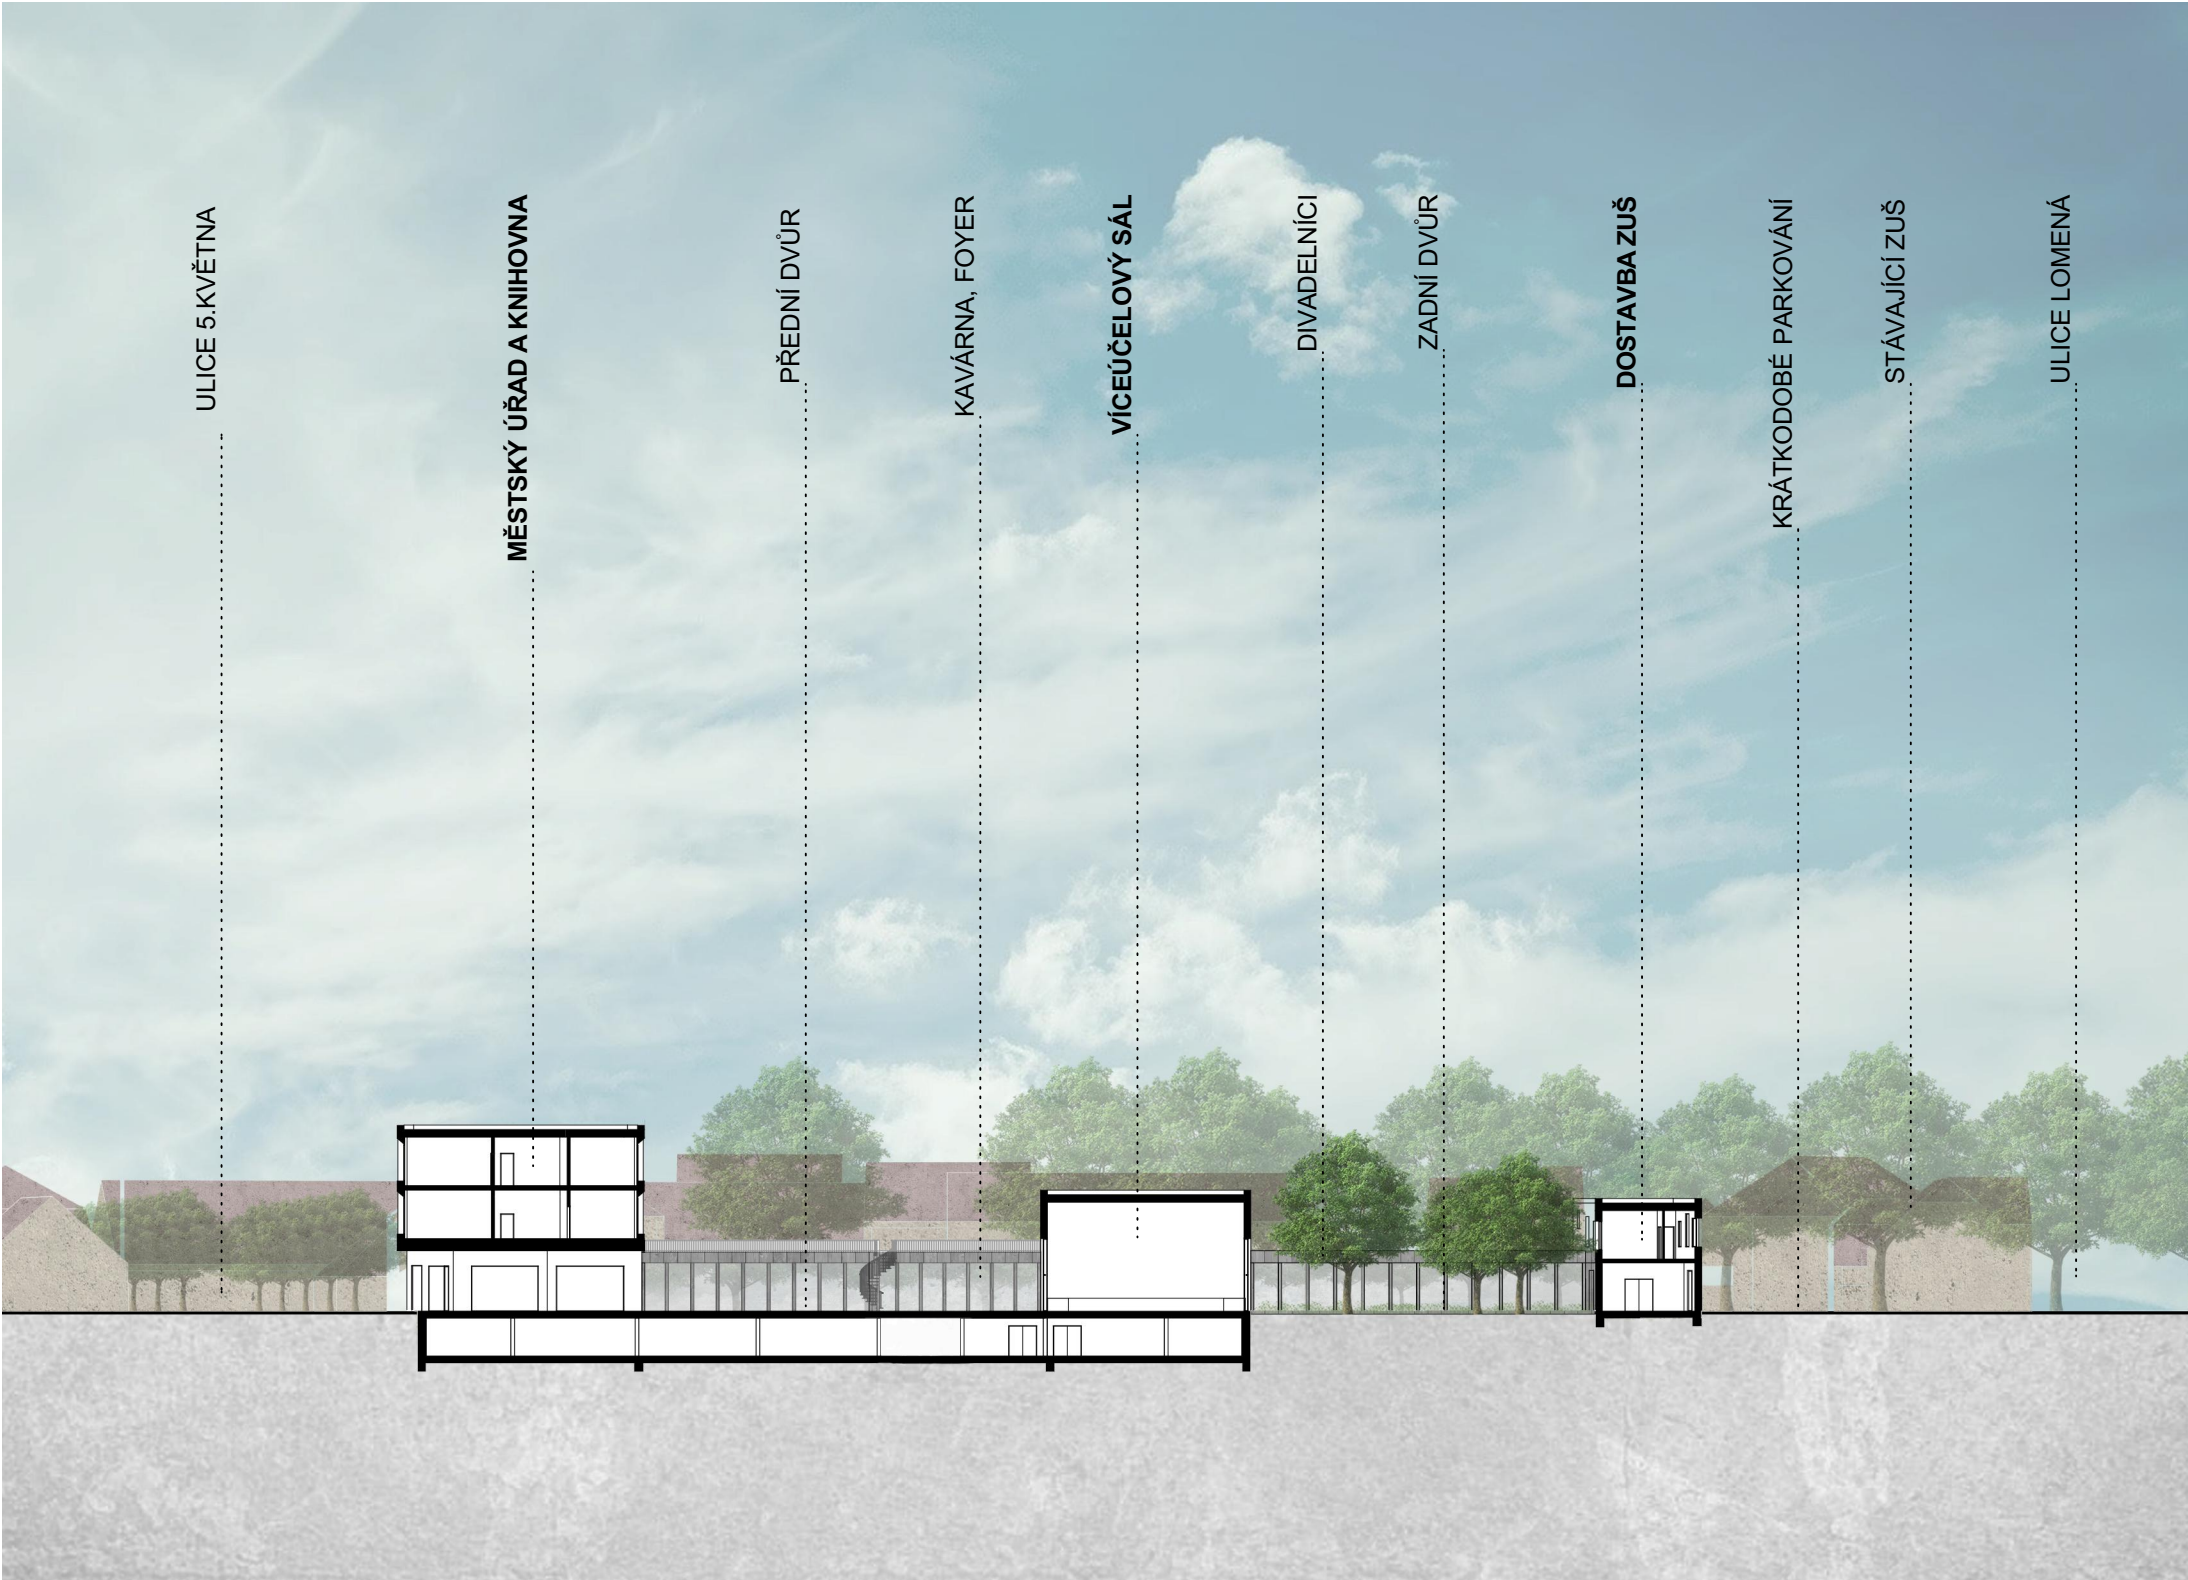 ULICE 5.KVĚTNA
MĚSTSKÝ ÚŘAD A KNIHOVNA
PŘEDNÍ DVŮR
KAVÁRNA, FOYER
VÍCEÚČELOVÝ SÁL
DIVADELNÍCI
ZADNÍ DVŮR
DOSTAVBA ZUŠ
KRÁTKODOBÉ PARKOVÁNÍ
STÁVAJÍCÍ ZUŠ
ULICE LOMENÁ